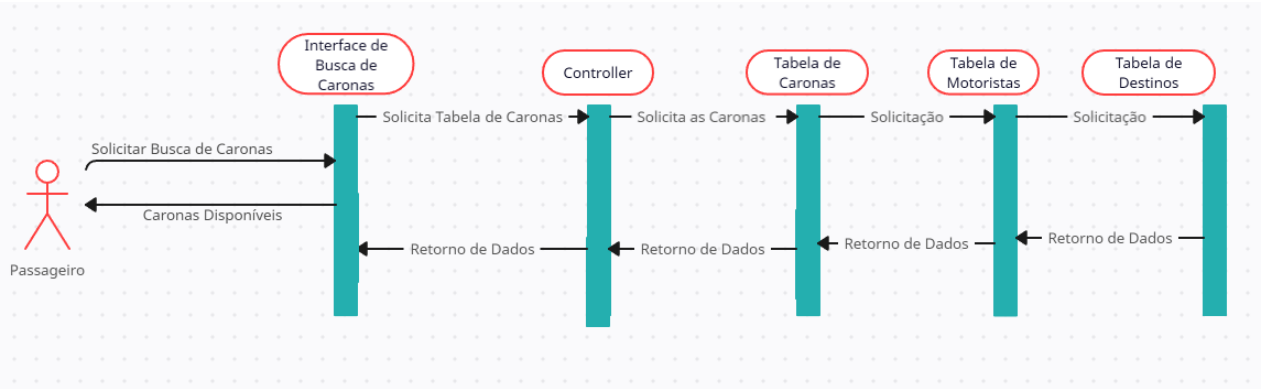 Interface de
Busca de
Caronas
Controller
Tabela de
Caronas
Tabela de
Motoristas
Tabela de
Destinos
Solicita Tabela de Caronas
Solicita as Caronas
Solicitação
Solicitação
Solicitar Busca de Caronas
Caronas Disponíveis
Retorno de Dados
Retorno de Dados
Retorno de Dados
Retorno de Dados
Passageiro